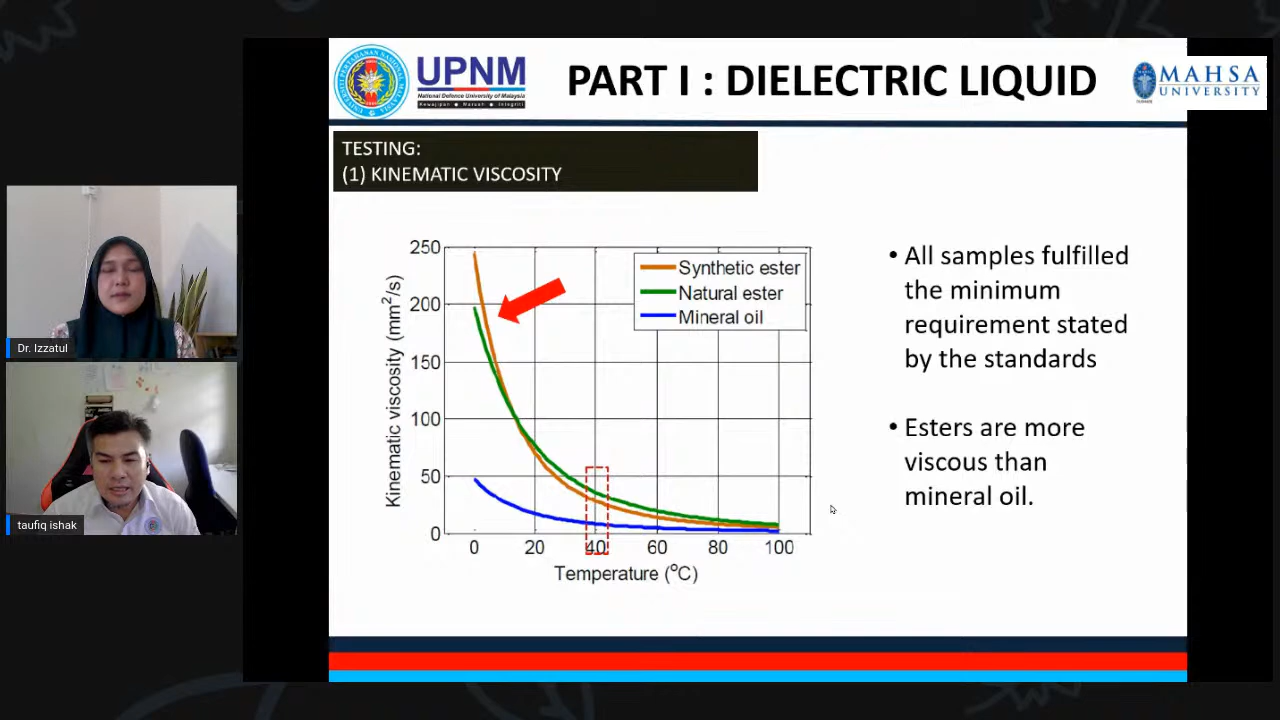 UPNM
National Defence University of Malaysia
Kewajipan ● Maruah ● Integriti
PART I : DIELECTRIC LIQUID
MAHSA
UNIVERSITY
TESTING:
(1) KINEMATIC VISCOSITY
Dr. Izzatul
taufiq ishak
250
200
150
100
50
0
Kinematic viscosity (mm²/s)
Synthetic ester
Natural ester
Mineral oil
0 20 40 60 80 100
Temperature (°C)
• All samples fulfilled
the minimum
requirement stated
by the standards
• Esters are more
viscous than
mineral oil.